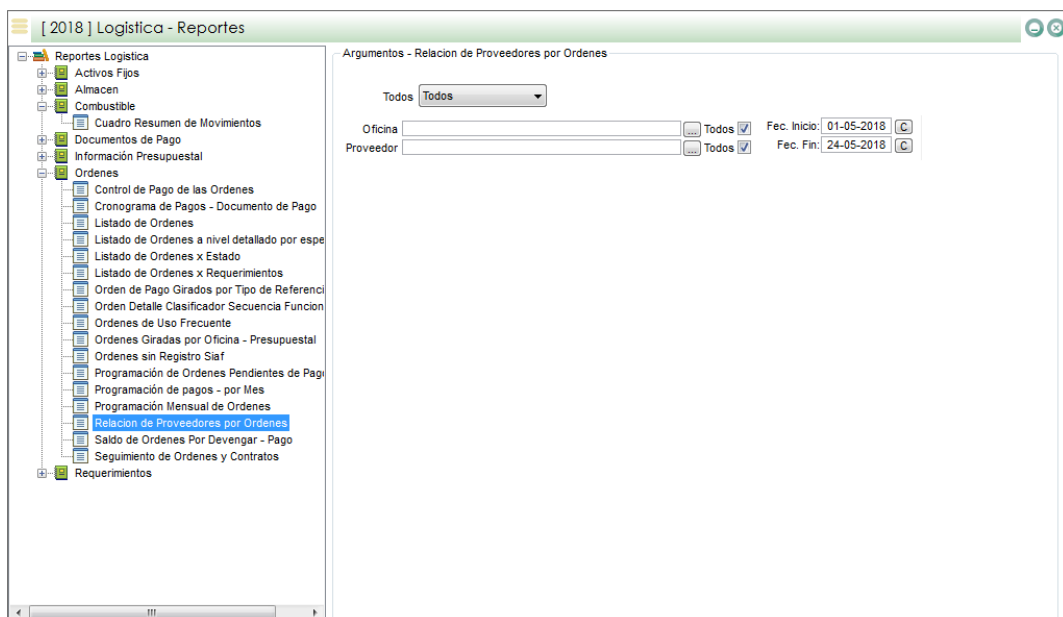 [ 2018 ] Logistica - Reportes
Reportes Logistica
Activos Fijos
Almacen
Combustible
Cuadro Resumen de Movimientos
Documentos de Pago
Información Presupuestal
Ordenes
Control de Pago de las Ordenes
Cronograma de Pagos - Documento de Pago
Listado de Ordenes
Listado de Ordenes a nivel detallado por espe
Listado de Ordenes x Estado
Listado de Ordenes x Requerimientos
Orden de Pago Girados por Tipo de Referenci
Orden Detalle Clasificador Secuencia Funcion
Ordenes de Uso Frecuente
Ordenes Giradas por Oficina - Presupuestal
Ordenes sin Registro Siaf
Programación de Ordenes Pendientes de Pago
Programación de pagos - por Mes
Programación Mensual de Ordenes
Relacion de Proveedores por Ordenes
Saldo de Ordenes Por Devengar - Pago
Seguimiento de Ordenes y Contratos
Requerimientos
Argumentos - Relacion de Proveedores por Ordenes
Todos Todos
Oficina ... Todos Fec. Inicio: 01-05-2018 C
Proveedor ... Todos Fec. Fin: 24-05-2018 C